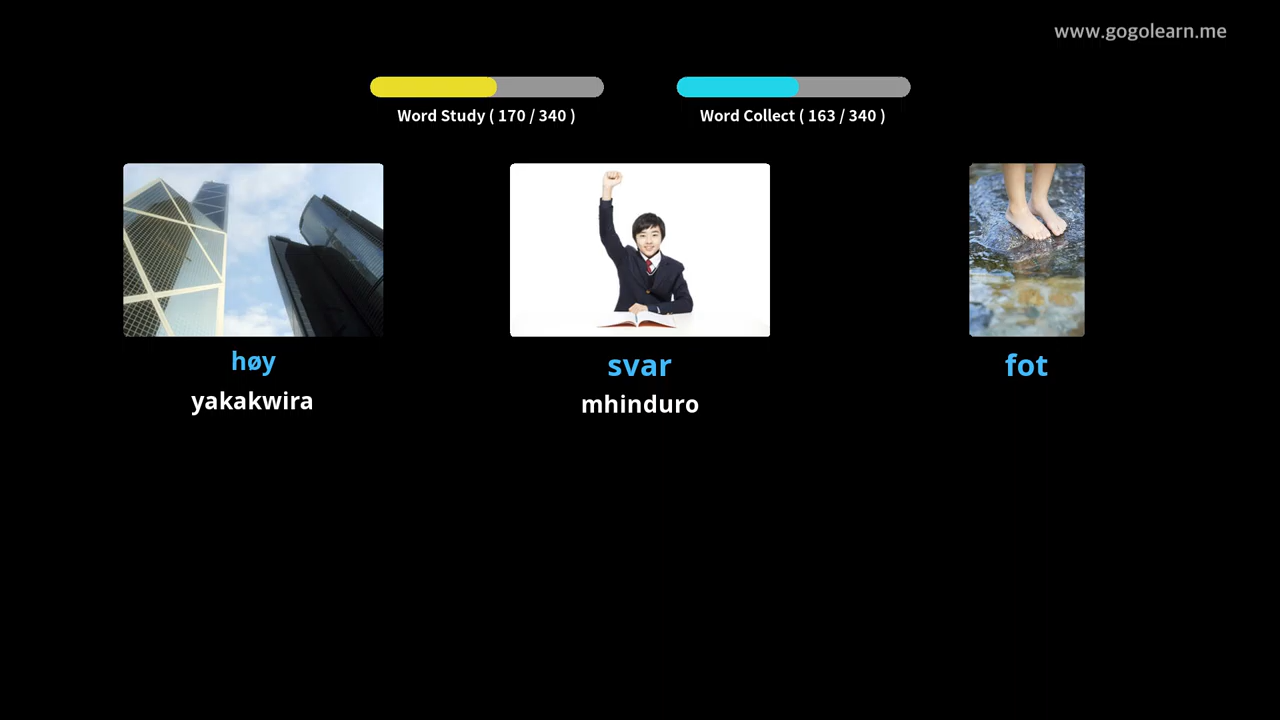 www.gogolearn.me
Word Study ( 170 / 340 )
Word Collect ( 163 / 340 )
høy
yakakwira
svar
mhinduro
fot